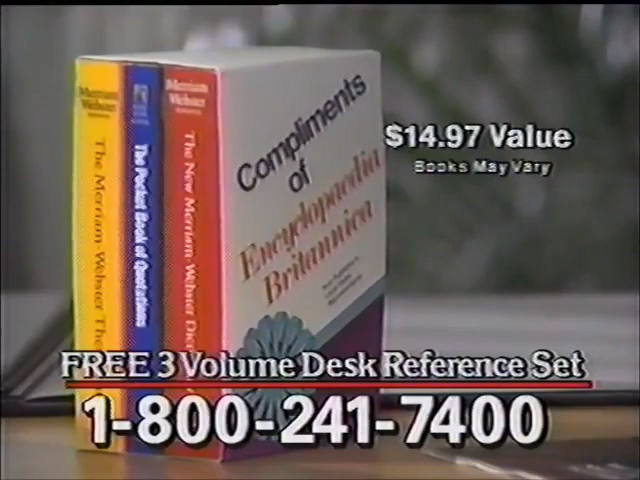 Merriam
Webster
The Merriam-Webster The
The Pocket Book of Quotations
Merriam
Webster
The New Merriam-Webster Dic
Compliments
of
Encyclopaedia
Britannica
$14.97 Value
Books May Vary
FREE 3 Volume Desk Reference Set
1-800-241-7400